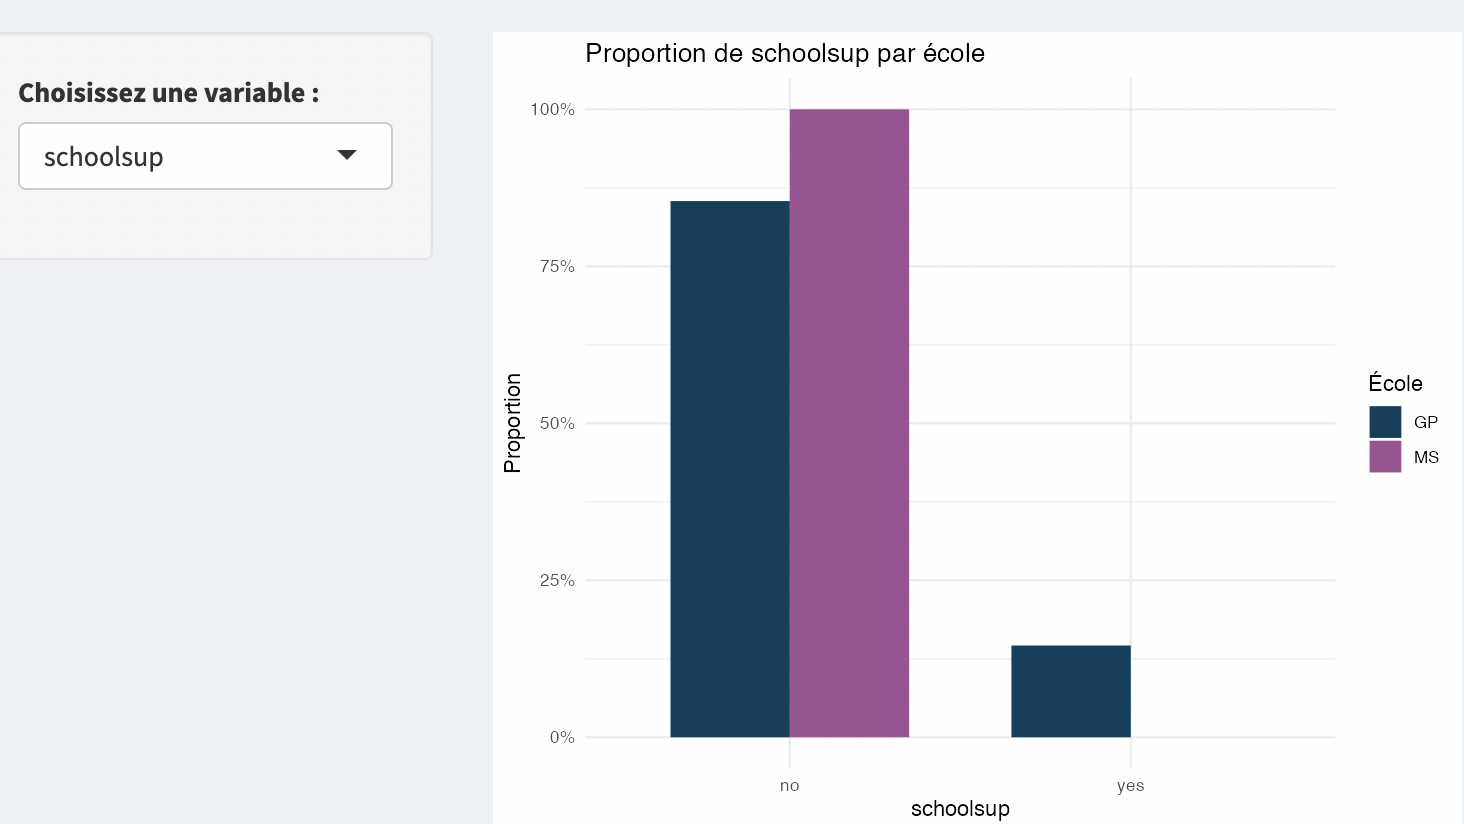 Choisissez une variable :
schoolsup
Proportion de schoolsup par école
100%
75%
50%
25%
0%
Proportion
no
yes
schoolsup
École
GP
MS